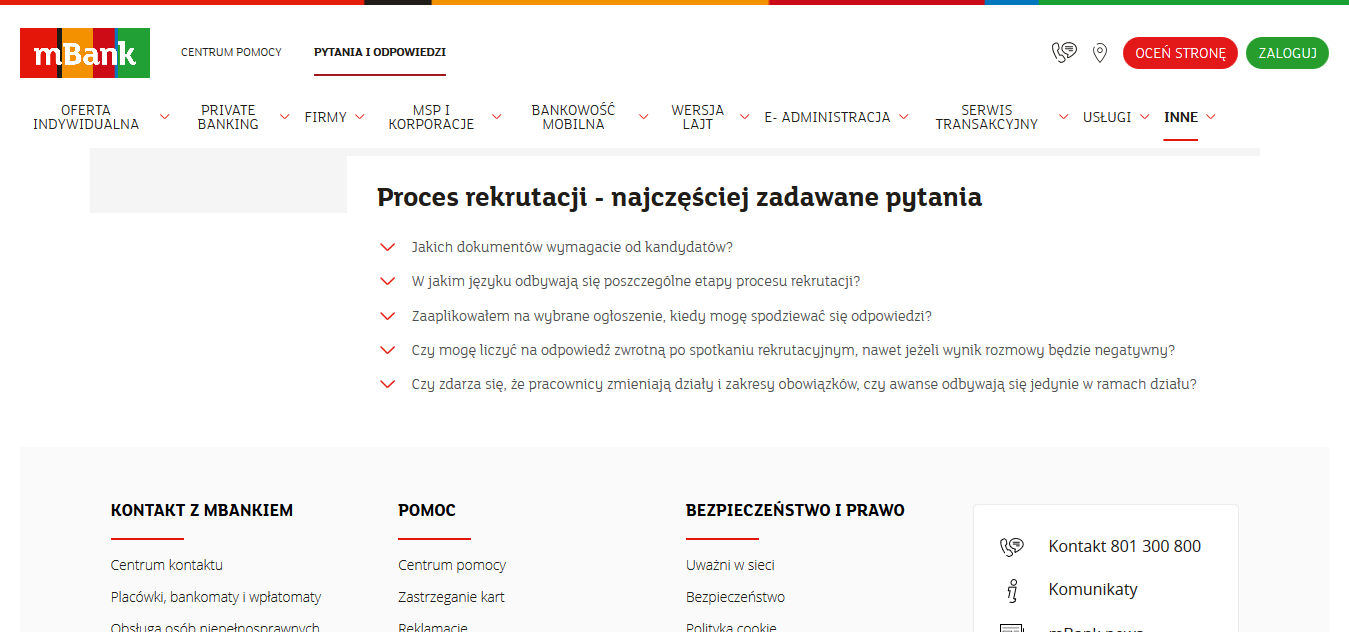 mBank
CENTRUM POMOCY
PYTANIA I ODPOWIEDZI
OCEŃ STRONĘ
ZALOGUJ
OFERTA
INDYWIDUALNA
PRIVATE
BANKING
FIRMY
MSP I
KORPORACJE
BANKOWOŚĆ
MOBILNA
WERSJA
LAJT
E- ADMINISTRACJA
SERWIS
TRANSAKCYJNY
USŁUGI
INNE
Proces rekrutacji - najczęściej zadawane pytania
Jakich dokumentów wymagacie od kandydatów?
W jakim języku odbywają się poszczególne etapy procesu rekrutacji?
Zaaplikowałem na wybrane ogłoszenie, kiedy mogę spodziewać się odpowiedzi?
Czy mogę liczyć na odpowiedź zwrotną po spotkaniu rekrutacyjnym, nawet jeżeli wynik rozmowy będzie negatywny?
Czy zdarza się, że pracownicy zmieniają działy i zakresy obowiązków, czy awanse odbywają się jedynie w ramach działu?
KONTAKT Z MBANKIEM
Centrum kontaktu
Placówki, bankomaty i wpłatomaty
Obsługa osób niepełnosprawnych
POMOC
Centrum pomocy
Zastrzeganie kart
Reklamacje
BEZPIECZEŃSTWO I PRAWO
Uważni w sieci
Bezpieczeństwo
Polityka cookie
Kontakt 801 300 800
Komunikaty
mBank news